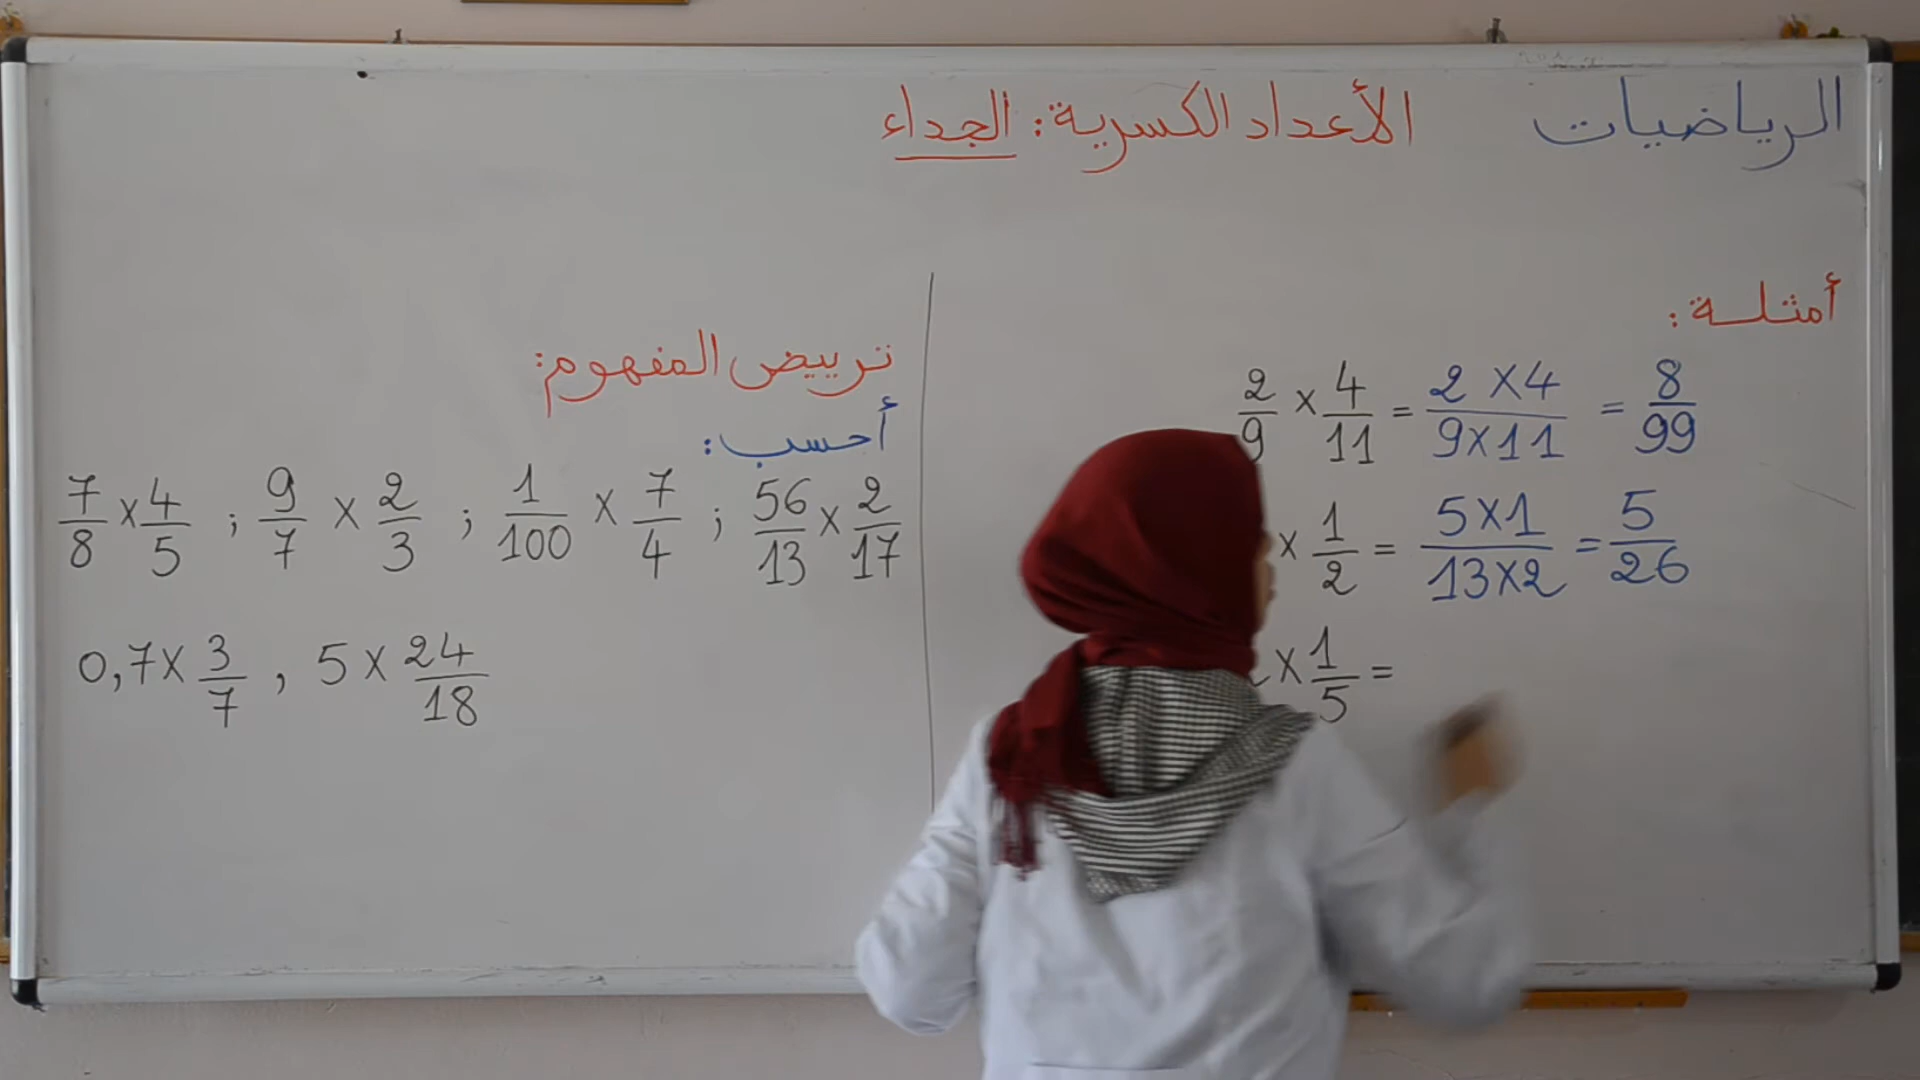 الرياضيات
الأعداد الكسرية: الجداء
أمثلة:
2/9 × 4/11 = 2×4/9×11 = 8/99
× 1/2 = 5×1/13×2 = 5/26
× 1/5 =
ترييض المفهوم:
أحسب:
7/8 × 4/5 ; 9/7 × 2/3 ; 1/100 × 7/4 ; 56/13 × 2/17
0,7 × 3/7 , 5 × 24/18